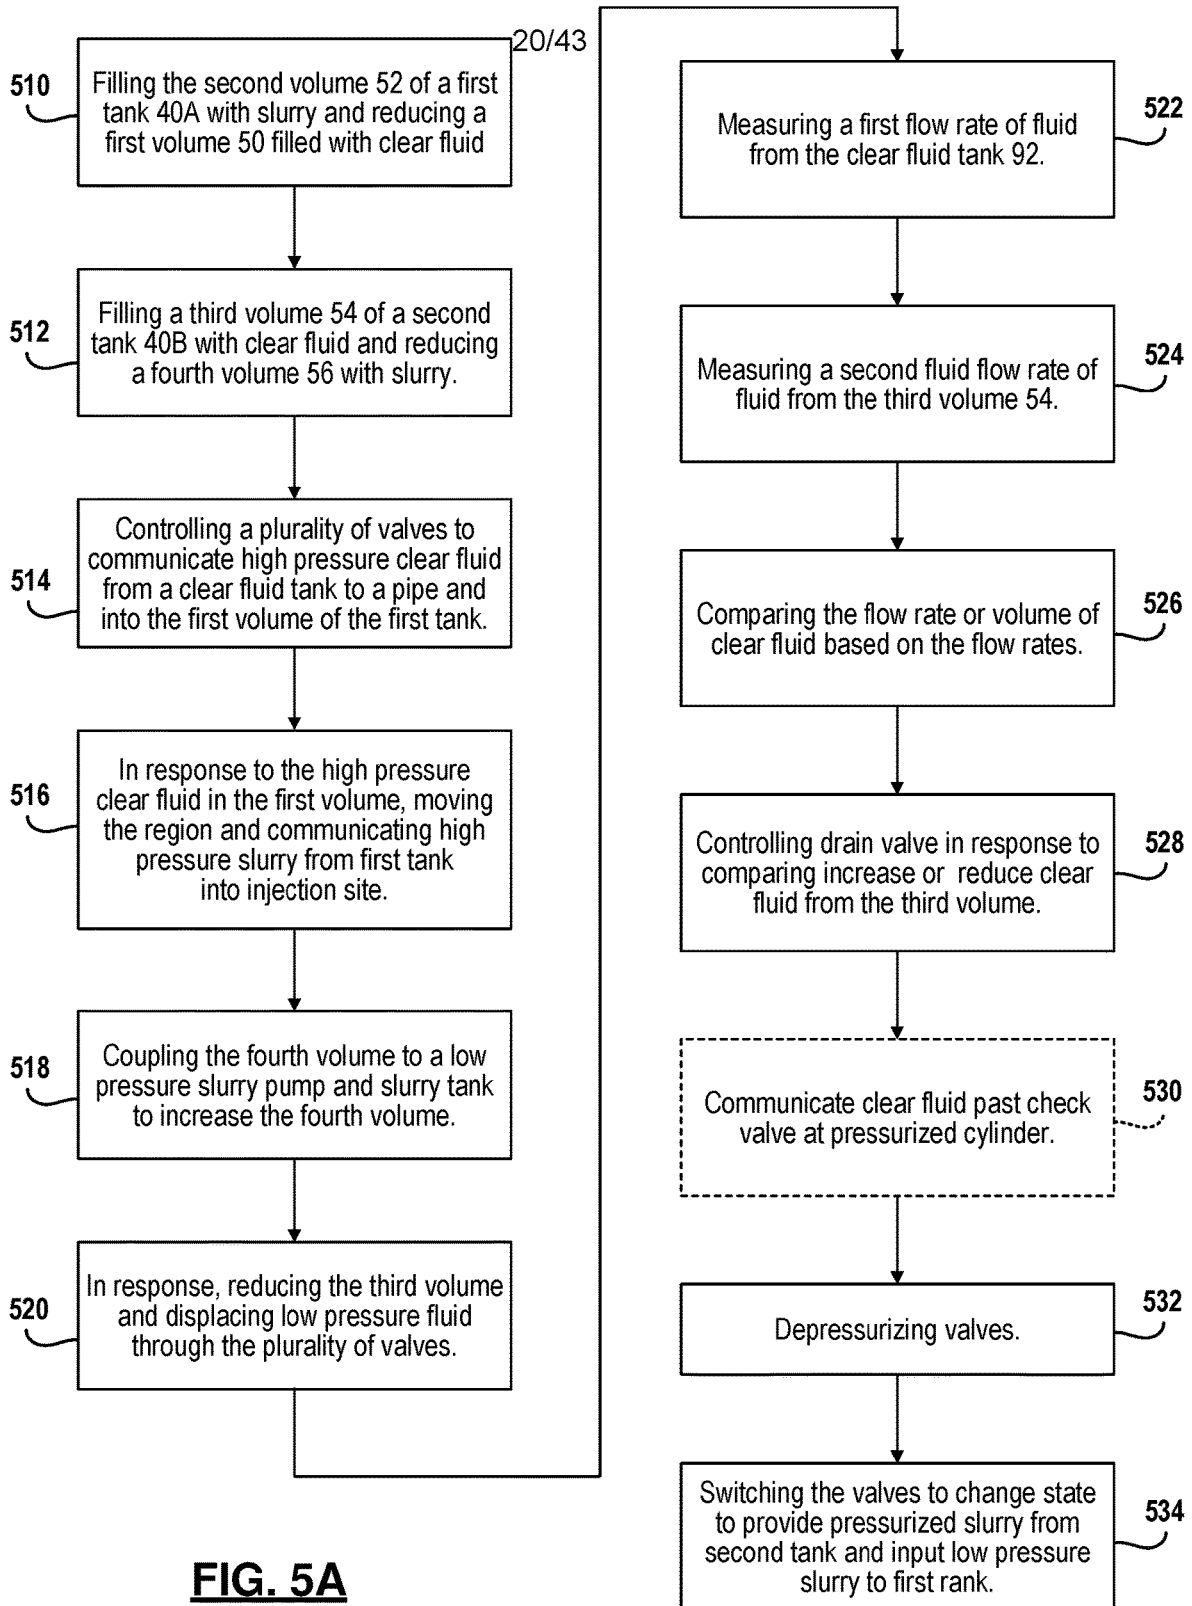 20/43
510
Filling the second volume 52 of a first
tank 40A with slurry and reducing a
first volume 50 filled with clear fluid
512
Filling a third volume 54 of a second
tank 40B with clear fluid and reducing
a fourth volume 56 with slurry.
514
Controlling a plurality of valves to
communicate high pressure clear fluid
from a clear fluid tank to a pipe and
into the first volume of the first tank.
516
In response to the high pressure
clear fluid in the first volume, moving
the region and communicating high
pressure slurry from first tank
into injection site.
518
Coupling the fourth volume to a low
pressure slurry pump and slurry tank
to increase the fourth volume.
520
In response, reducing the third volume
and displacing low pressure fluid
through the plurality of valves.
522
Measuring a first flow rate of fluid
from the clear fluid tank 92.
524
Measuring a second fluid flow rate of
fluid from the third volume 54.
526
Comparing the flow rate or volume of
clear fluid based on the flow rates.
528
Controlling drain valve in response to
comparing increase or reduce clear
fluid from the third volume.
530
Communicate clear fluid past check
valve at pressurized cylinder.
532
Depressurizing valves.
534
Switching the valves to change state
to provide pressurized slurry from
second tank and input low pressure
slurry to first rank.
FIG. 5A